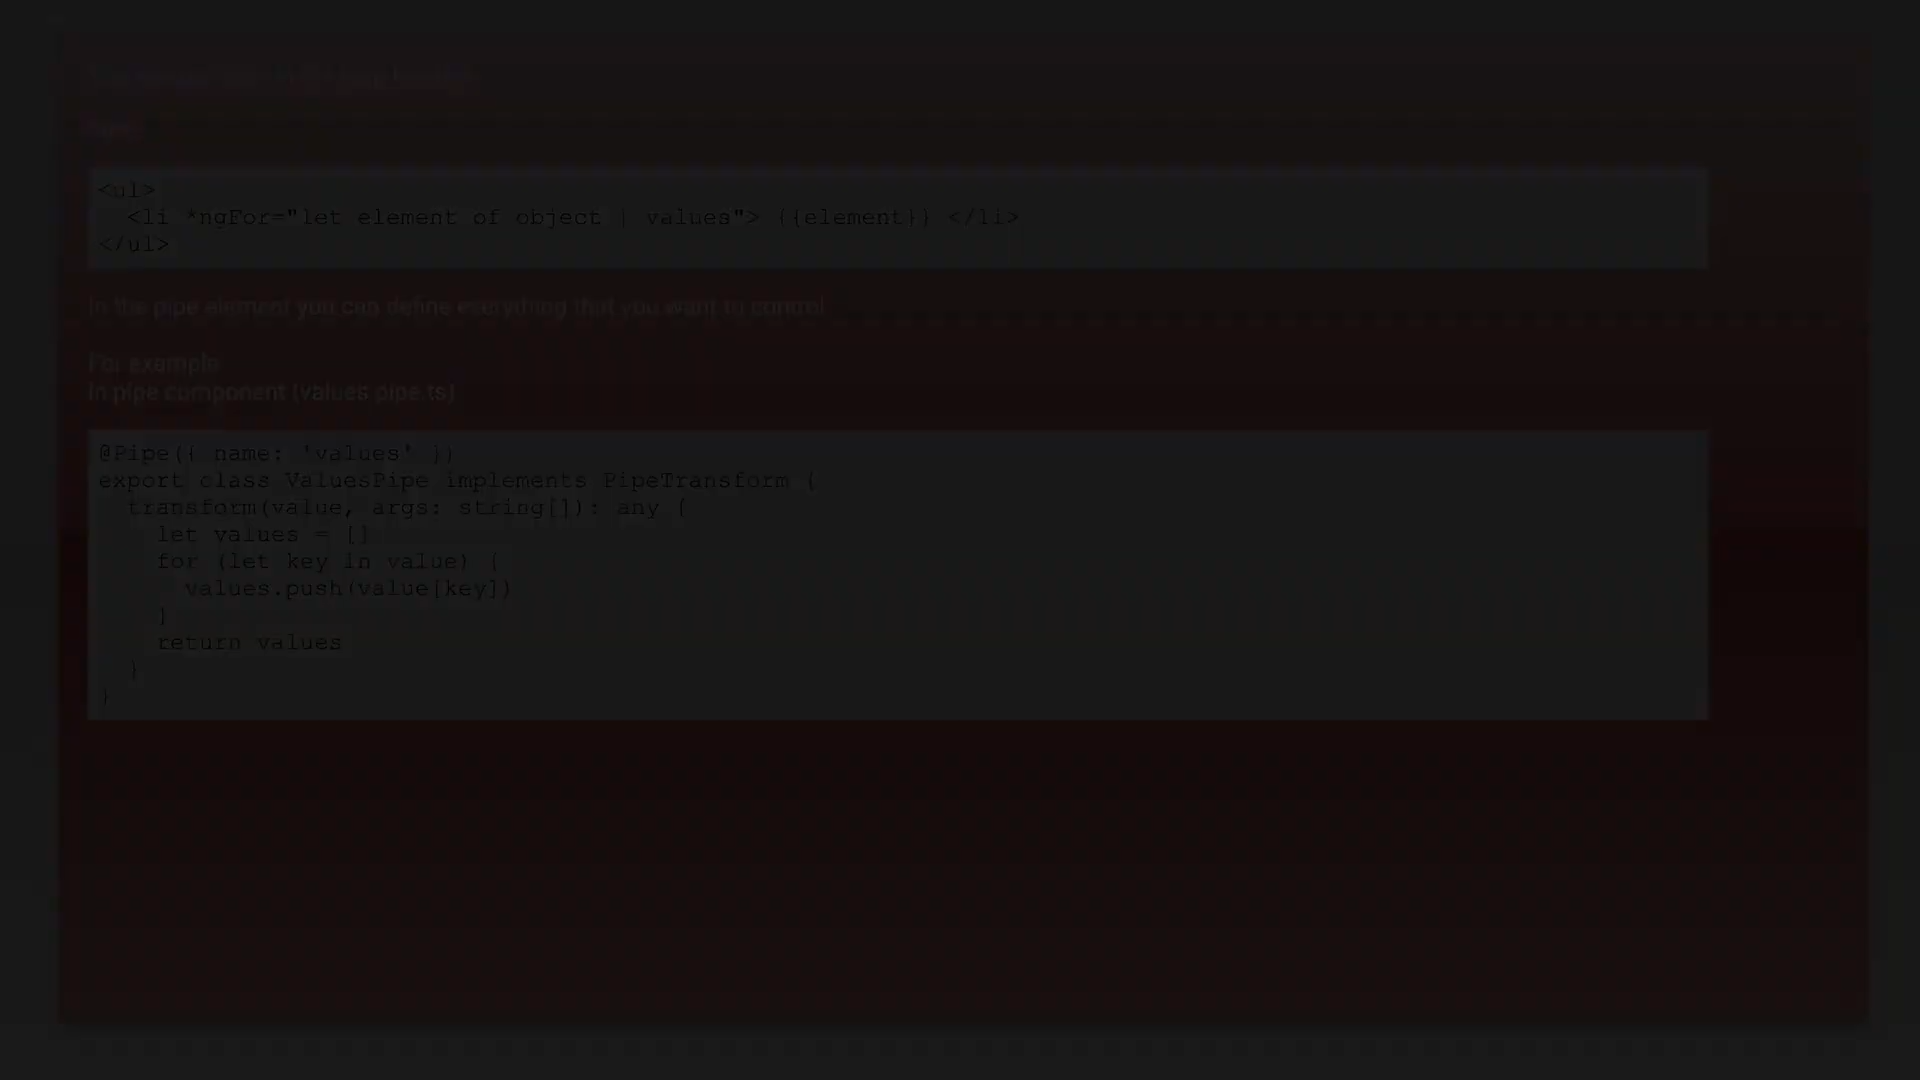 <ul>
  <li *ngFor="let element of object | values"> {{element}} </li>
</ul>
In the pipe element you can define everything that you want to control
For example
In pipe component (values.pipe.ts)
@Pipe({ name: 'values' })
export class ValuesPipe implements PipeTransform {
  transform(value, args: string[]): any {
    let values = []
    for (let key in value) {
      values.push(value[key])
    }
    return values
  }
}